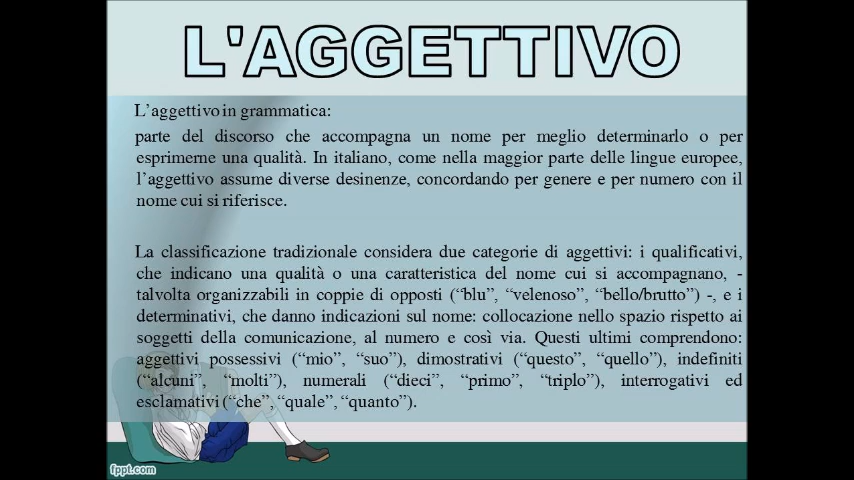 L'AGGETTIVO
L’aggettivo in grammatica:
parte del discorso che accompagna un nome per meglio determinarlo o per
esprimerne una qualità. In italiano, come nella maggior parte delle lingue europee,
l’aggettivo assume diverse desinenze, concordando per genere e per numero con il
nome cui si riferisce.
La classificazione tradizionale considera due categorie di aggettivi: i qualificativi,
che indicano una qualità o una caratteristica del nome cui si accompagnano, -
talvolta organizzabili in coppie di opposti (“blu”, “velenoso”, “bello/brutto”) -, e i
determinativi, che danno indicazioni sul nome: collocazione nello spazio rispetto ai
soggetti della comunicazione, al numero e così via. Questi ultimi comprendono:
aggettivi possessivi (“mio”, “suo”), dimostrativi (“questo”, “quello”), indefiniti
(“alcuni”, “molti”), numerali (“dieci”, “primo”, “triplo”), interrogativi ed
esclamativi (“che”, “quale”, “quanto”).
fppt.com